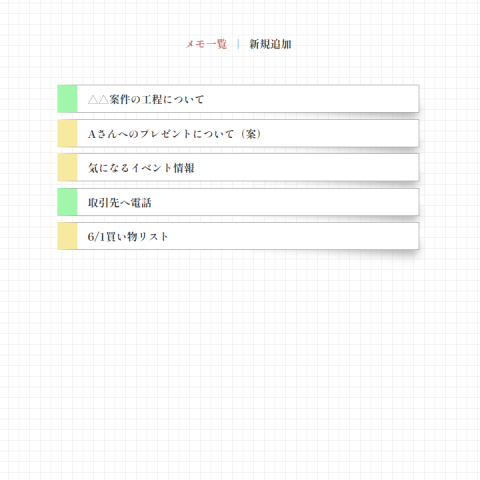 メモ一覧 | 新規追加
△△案件の工程について
Aさんへのプレゼントについて（案）
気になるイベント情報
取引先へ電話
6/1買い物リスト